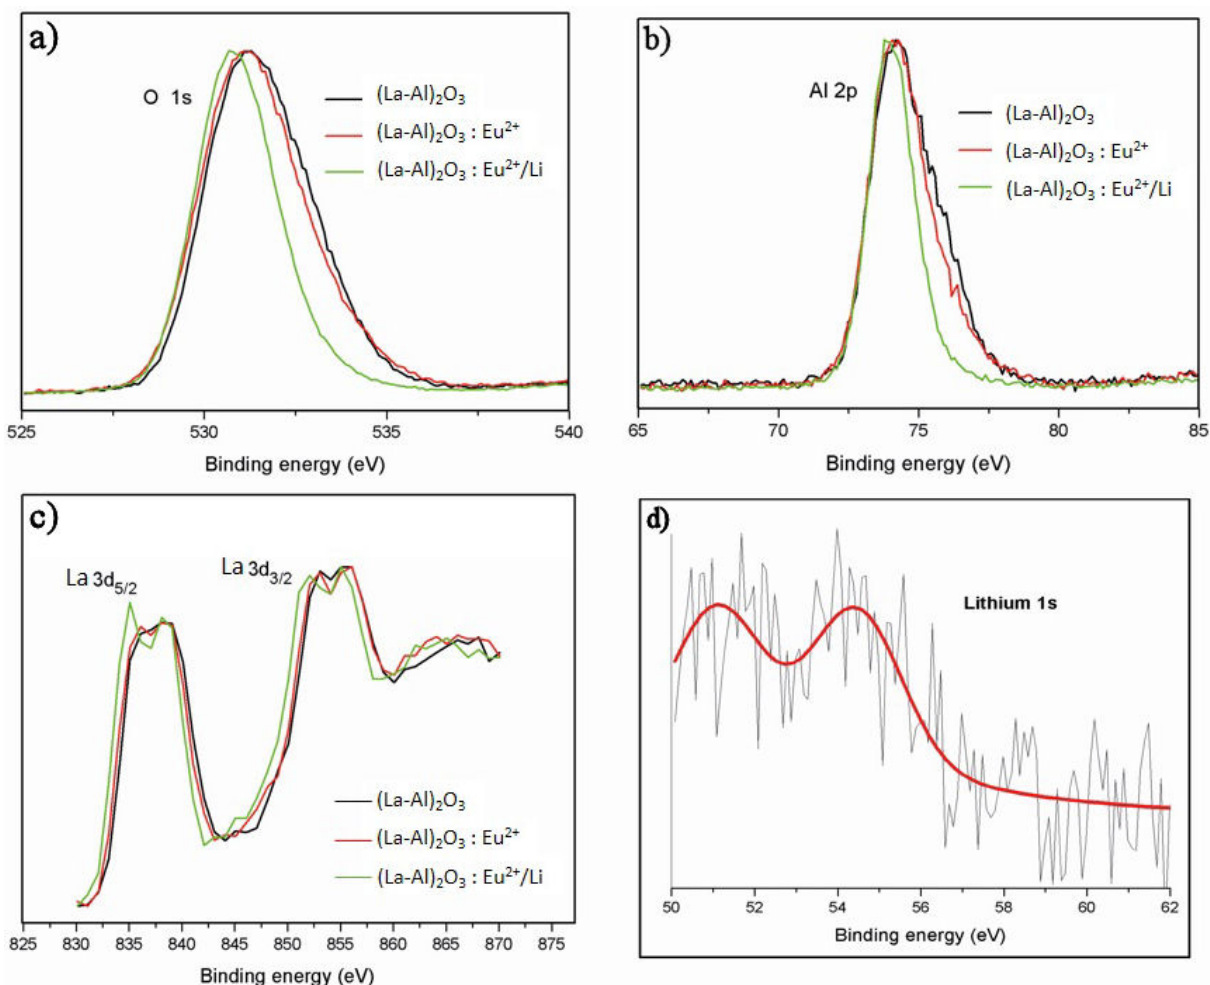 a)
O 1s
(La-Al)₂O₃
(La-Al)₂O₃ : Eu²⁺
(La-Al)₂O₃ : Eu²⁺/Li
525 530 535 540
Binding energy (eV)
b)
Al 2p
(La-Al)₂O₃
(La-Al)₂O₃ : Eu²⁺
(La-Al)₂O₃ : Eu²⁺/Li
65 70 75 80 85
Binding energy (eV)
c)
La 3d₅/₂
La 3d₃/₂
(La-Al)₂O₃
(La-Al)₂O₃ : Eu²⁺
(La-Al)₂O₃ : Eu²⁺/Li
825 830 835 840 845 850 855 860 865 870 875
Binding energy (eV)
d)
Lithium 1s
50 52 54 56 58 60 62
Binding energy (eV)